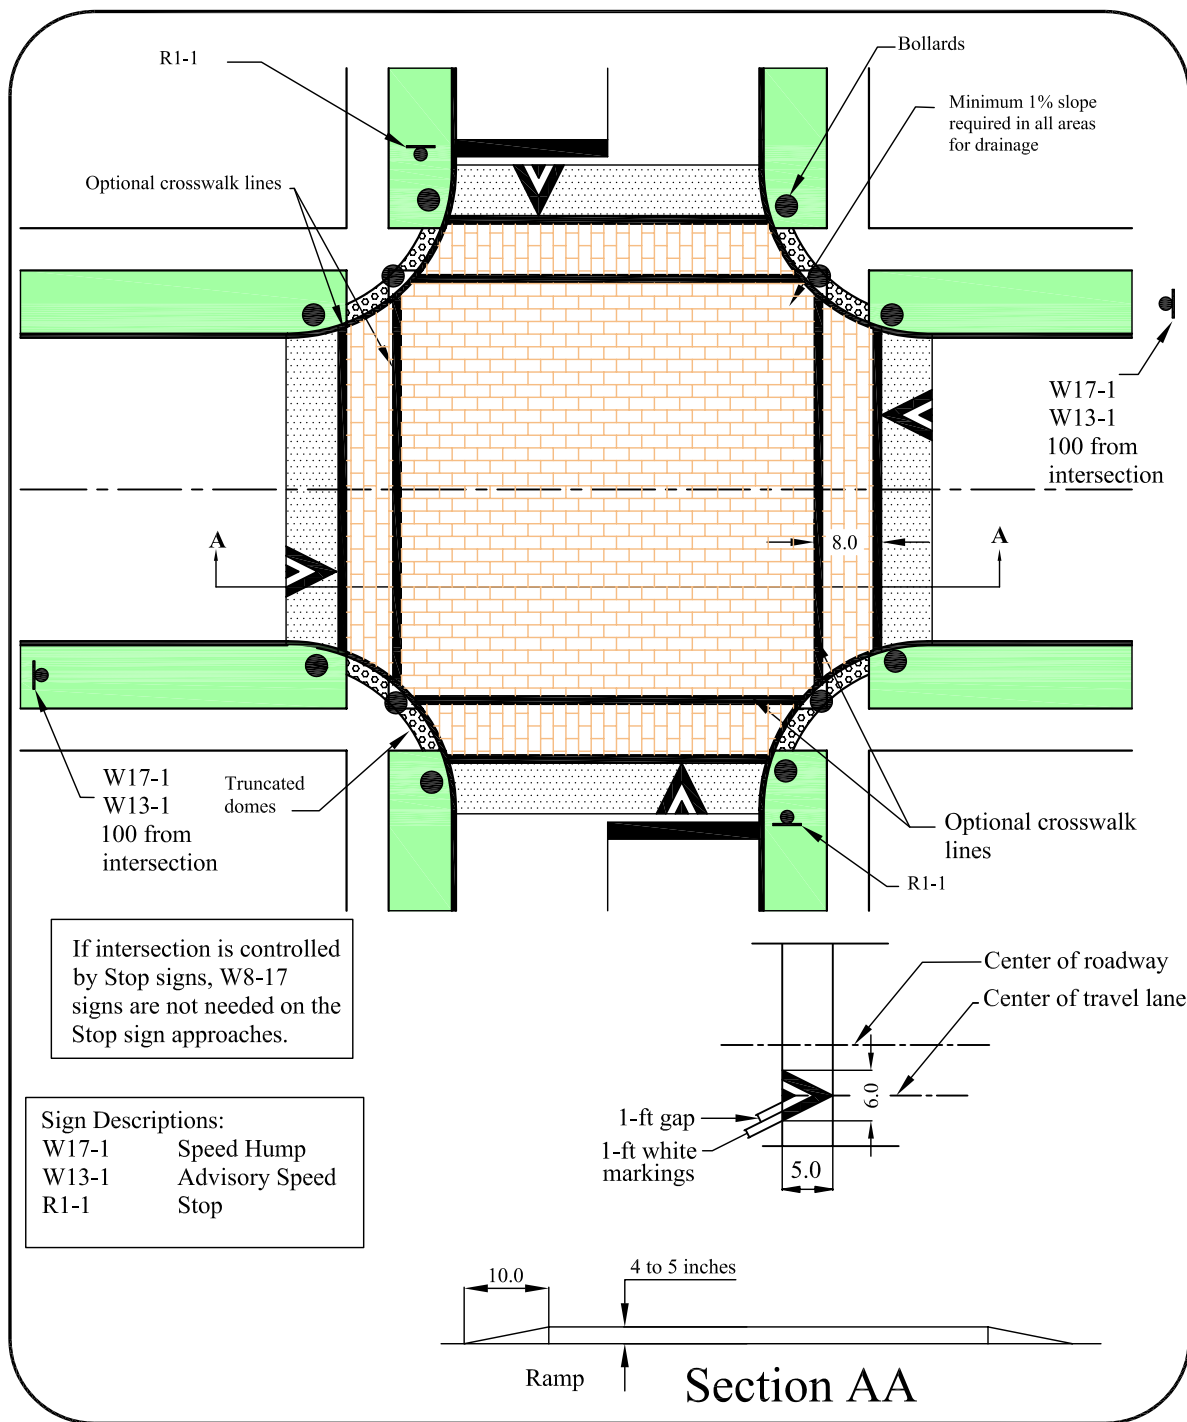 R1-1
Bollards
Minimum 1% slope
required in all areas
for drainage
Optional crosswalk lines
W17-1
W13-1
100 from
intersection
A
8.0
A
W17-1
W13-1
100 from
intersection
Truncated
domes
Optional crosswalk
lines
R1-1
If intersection is controlled
by Stop signs, W8-17
signs are not needed on the
Stop sign approaches.
Center of roadway
Center of travel lane
6.0
1-ft gap
1-ft white
markings
5.0
Sign Descriptions:
W17-1 Speed Hump
W13-1 Advisory Speed
R1-1 Stop
10.0
4 to 5 inches
Ramp
Section AA